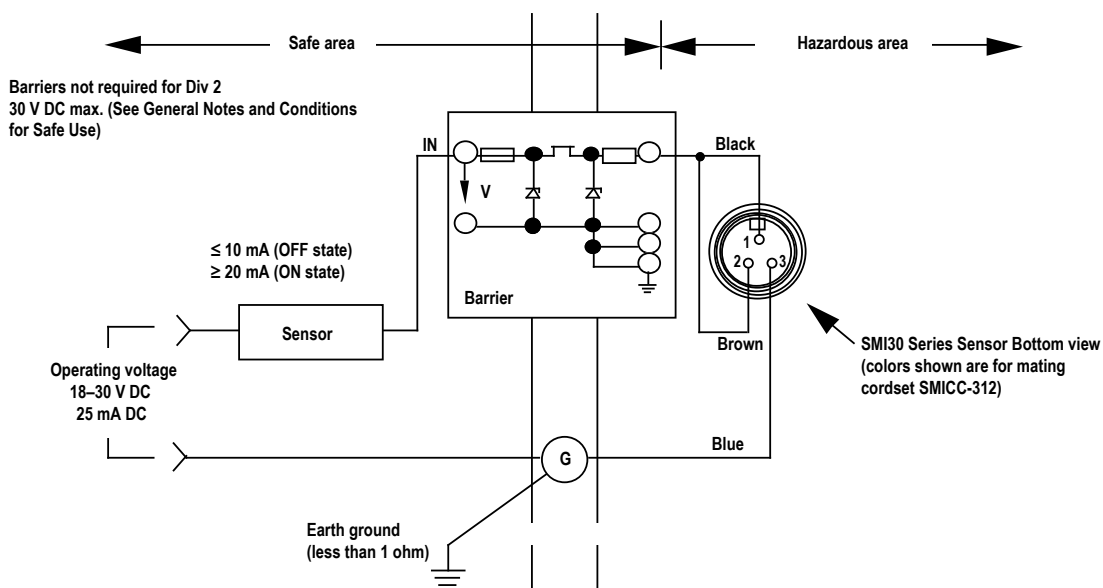 Safe area
Hazardous area
Barriers not required for Div 2
30 V DC max. (See General Notes and Conditions
for Safe Use)
IN
Black
V
1
2
3
≤ 10 mA (OFF state)
≥ 20 mA (ON state)
Barrier
Sensor
Brown
SMI30 Series Sensor Bottom view
(colors shown are for mating
cordset SMICC-312)
Operating voltage
18–30 V DC
25 mA DC
Blue
G
Earth ground
(less than 1 ohm)